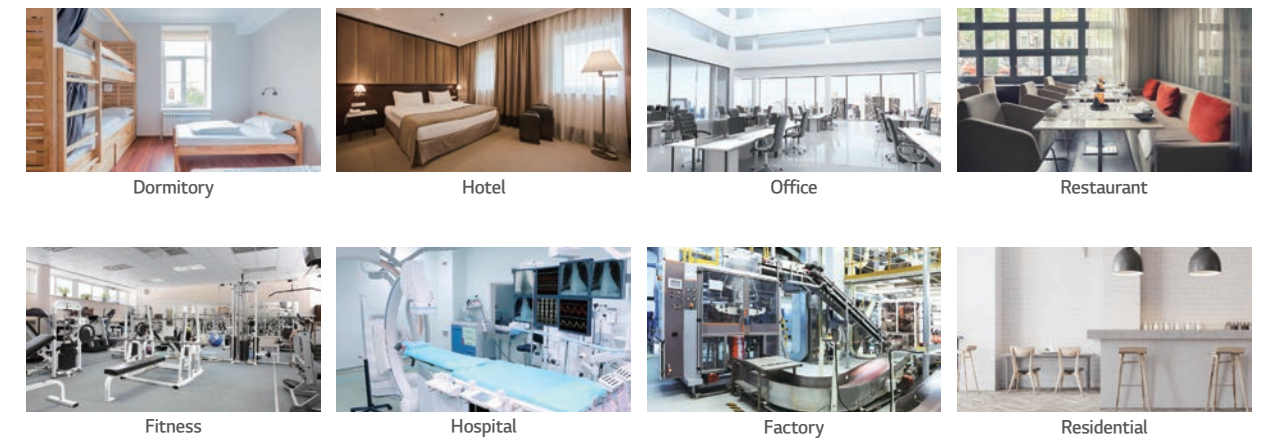 Dormitory
Hotel
Office
Restaurant
Fitness
Hospital
Factory
Residential